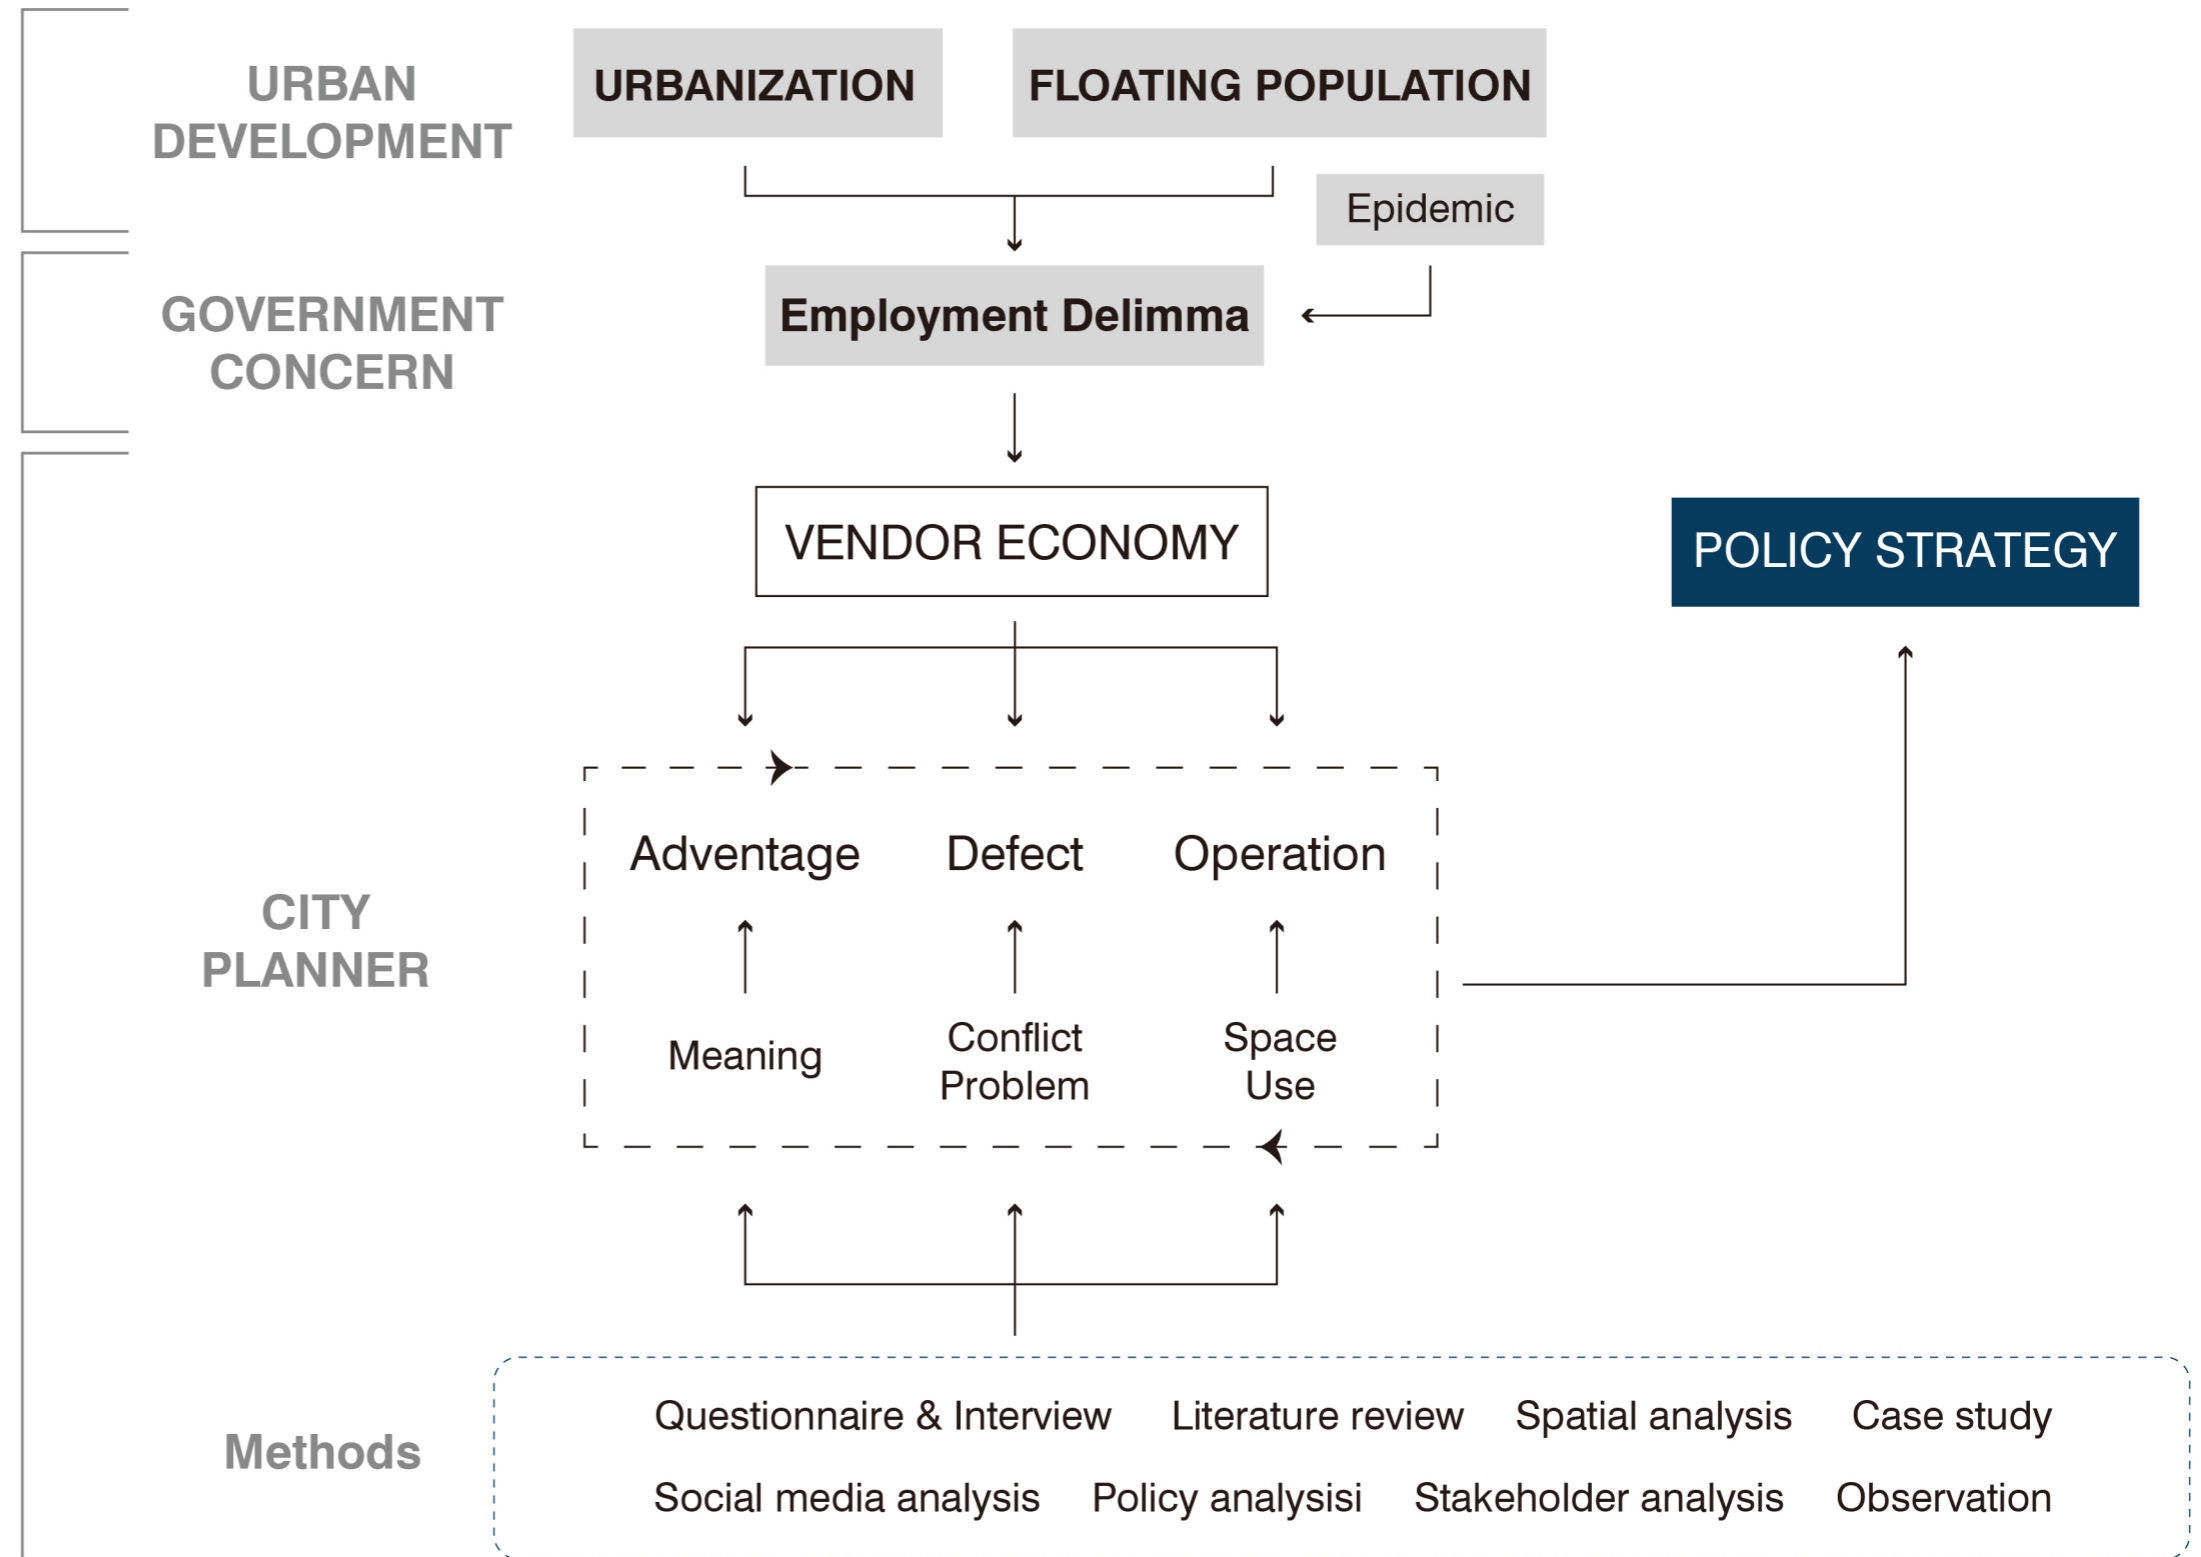 URBAN
DEVELOPMENT
URBANIZATION
FLOATING POPULATION
Epidemic
GOVERNMENT
CONCERN
Employment Delimma
VENDOR ECONOMY
POLICY STRATEGY
CITY
PLANNER
Adventage
Defect
Operation
Meaning
Conflict
Problem
Space
Use
Methods
Questionnaire & Interview
Literature review
Spatial analysis
Case study
Social media analysis
Policy analysisi
Stakeholder analysis
Observation